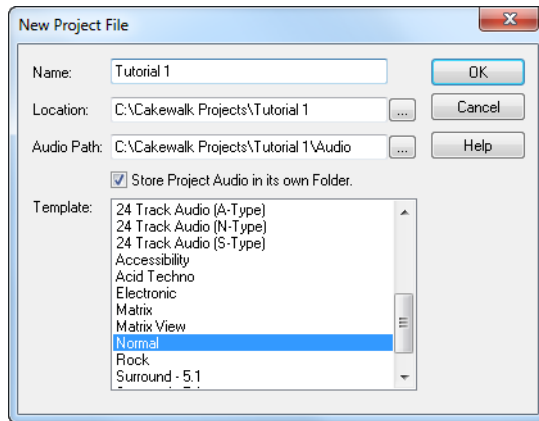 New Project File
Name: Tutorial 1 OK
Location: C:\Cakewalk Projects\Tutorial 1 ... Cancel
Audio Path: C:\Cakewalk Projects\Tutorial 1\Audio ... Help
Store Project Audio in its own Folder.
Template: 24 Track Audio (A-Type)
24 Track Audio (N-Type)
24 Track Audio (S-Type)
Accessibility
Acid Techno
Electronic
Matrix
Matrix View
Normal
Rock
Surround - 5.1